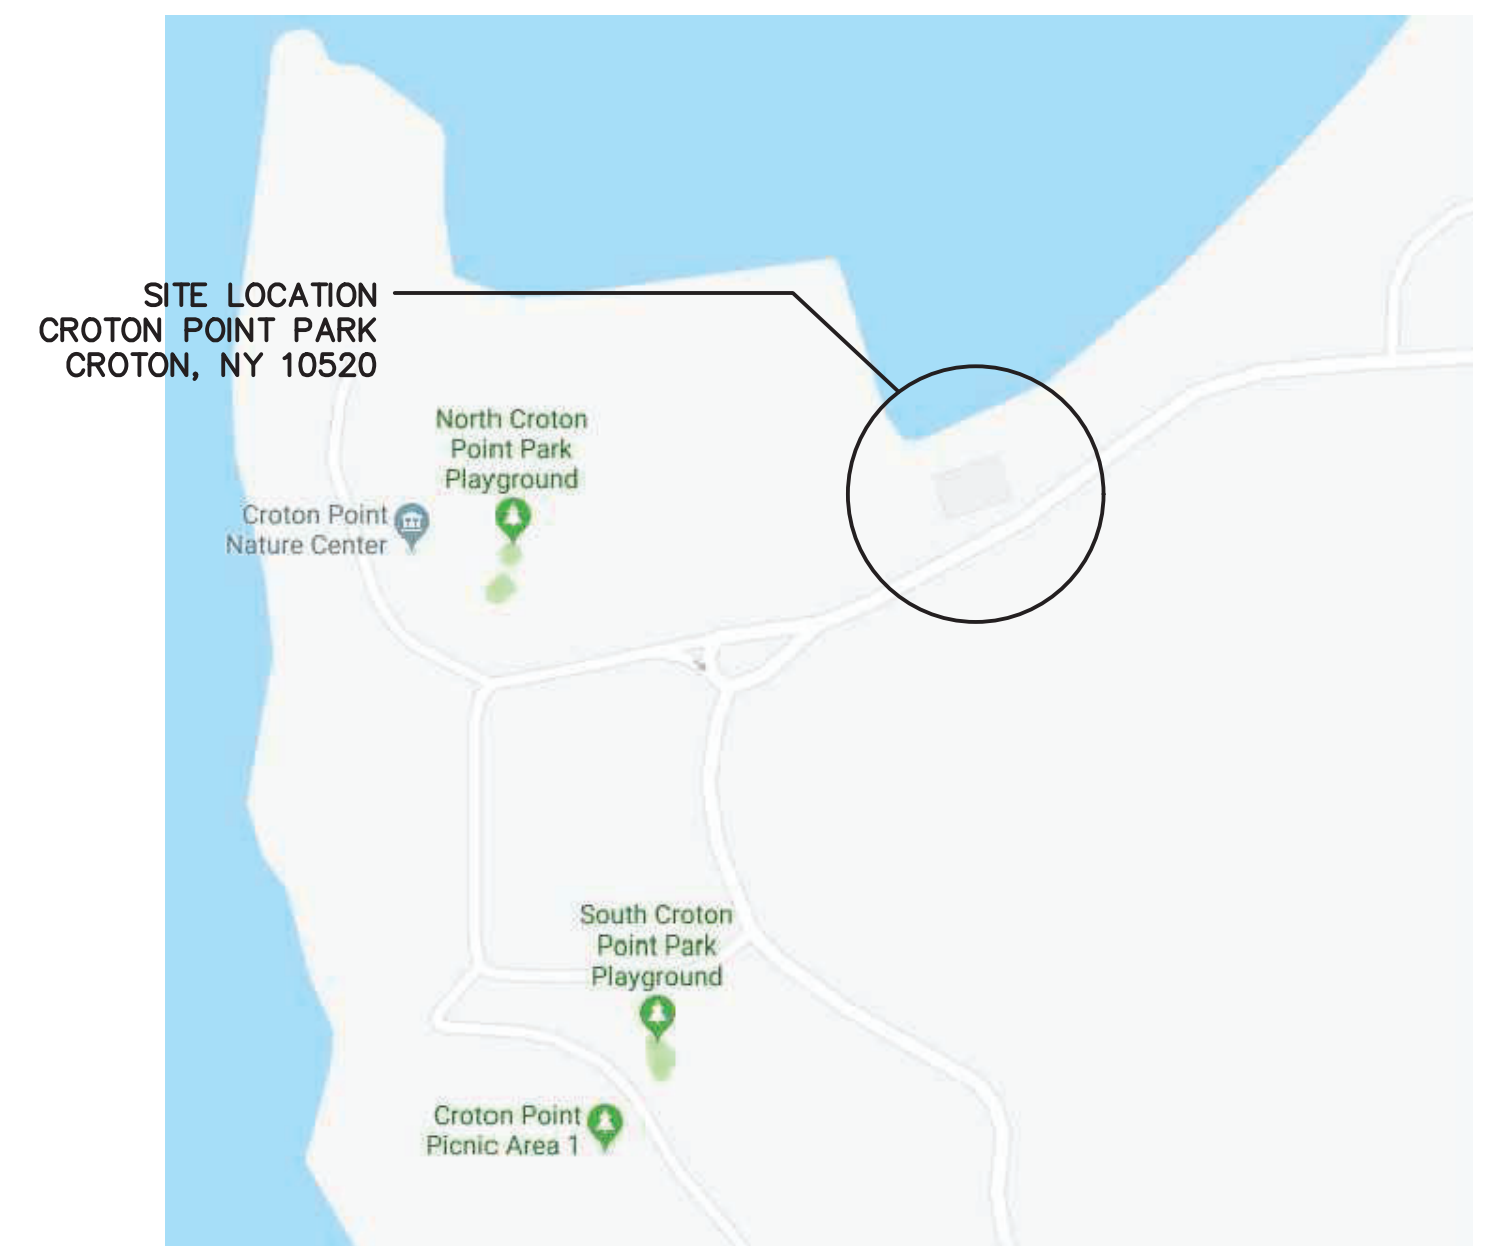 SITE LOCATION
CROTON POINT PARK
CROTON, NY 10520
North Croton
Point Park
Playground
Croton Point
Nature Center
South Croton
Point Park
Playground
Croton Point
Picnic Area 1